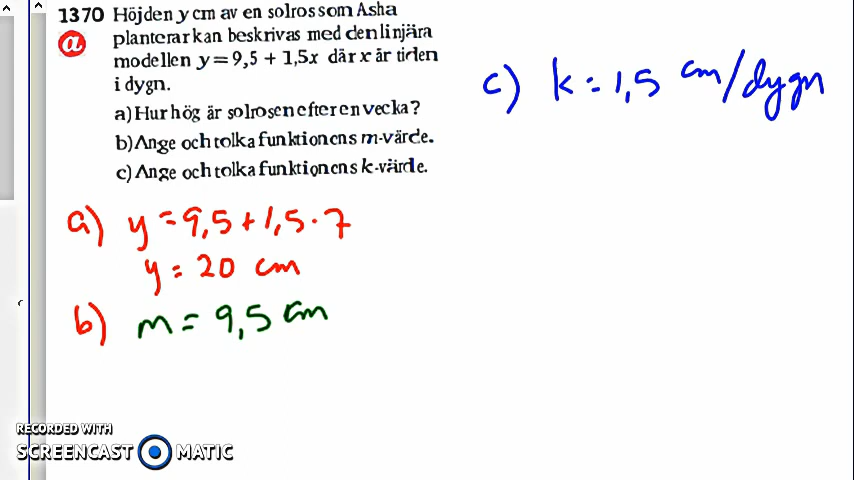 1370 Höjden y cm av en solros som Asha
planterar kan beskrivas med den linjära
modellen y = 9,5 + 1,5x där x är tiden
i dygn.
a
a) Hur hög är solrosen efter en vecka?
b) Ange och tolka funktionens m-värde.
c) Ange och tolka funktionens k-värde.
a) y = 9,5 + 1,5 · 7
y = 20 cm
b) m = 9,5 cm
c) k = 1,5 cm/dygn
RECORDED WITH
SCREENCAST MATIC